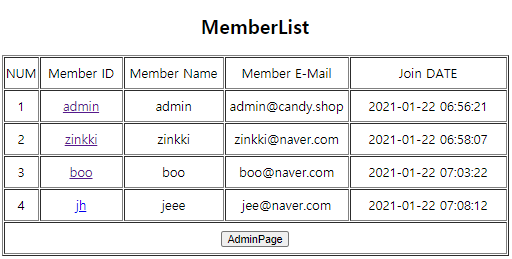 MemberList
NUM Member ID Member Name Member E-Mail Join DATE
1 admin admin admin@candy.shop 2021-01-22 06:56:21
2 zinkki zinkki zinkki@naver.com 2021-01-22 06:58:07
3 boo boo boo@naver.com 2021-01-22 07:03:22
4 jh jeee jee@naver.com 2021-01-22 07:08:12
AdminPage